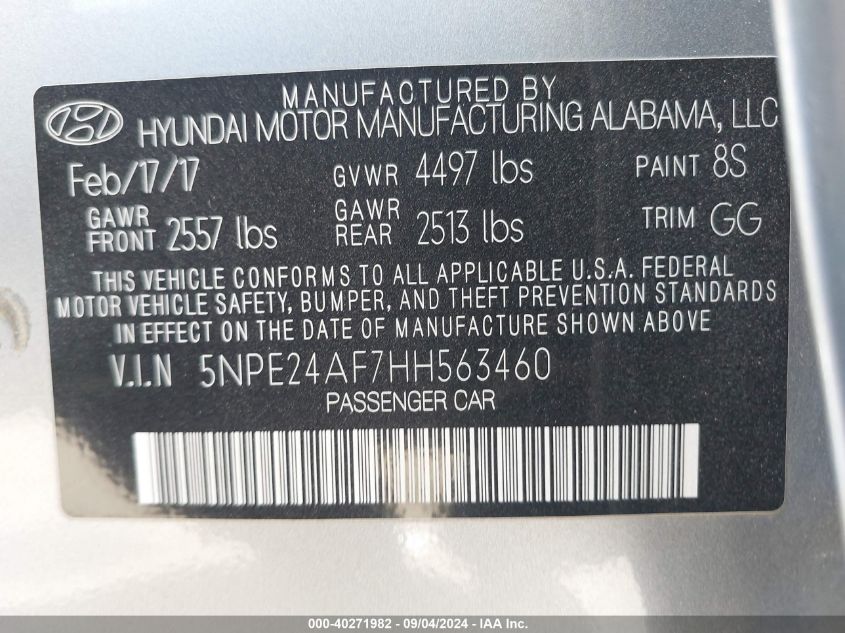 MANUFACTURED BY
HYUNDAI MOTOR MANUFACTURING ALABAMA, LLC
Feb/17/17 GVWR 4497 lbs PAINT 8S
GAWR FRONT 2557 lbs GAWR REAR 2513 lbs TRIM GG
THIS VEHICLE CONFORMS TO ALL APPLICABLE U.S.A. FEDERAL
MOTOR VEHICLE SAFETY, BUMPER, AND THEFT PREVENTION STANDARDS
IN EFFECT ON THE DATE OF MANUFACTURE SHOWN ABOVE
V.I.N 5NPE24AF7HH563460
PASSENGER CAR
000-40271982 - 09/04/2024 - IAA Inc.